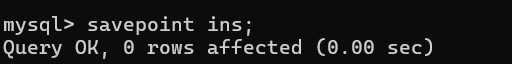 mysql> savepoint ins;
Query OK, 0 rows affected (0.00 sec)